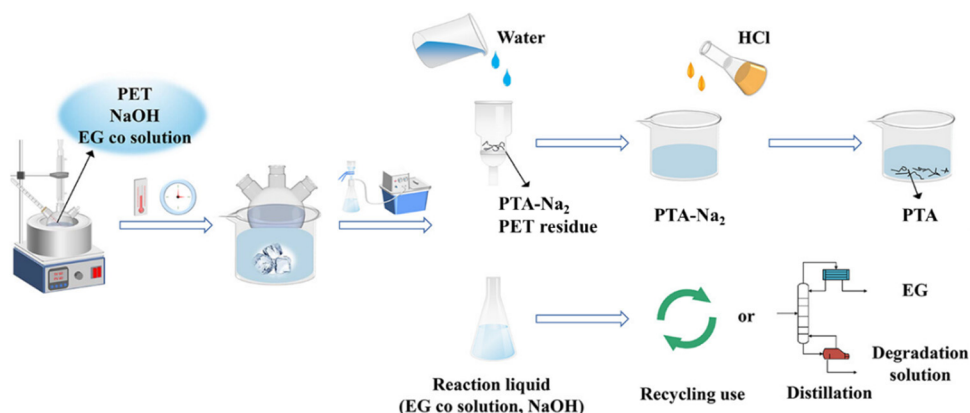 PET
NaOH
EG co solution
Water
HCl
PTA-Na₂
PET residue
PTA-Na₂
PTA
Reaction liquid
(EG co solution, NaOH)
Recycling use
or
Distillation
EG
Degradation
solution